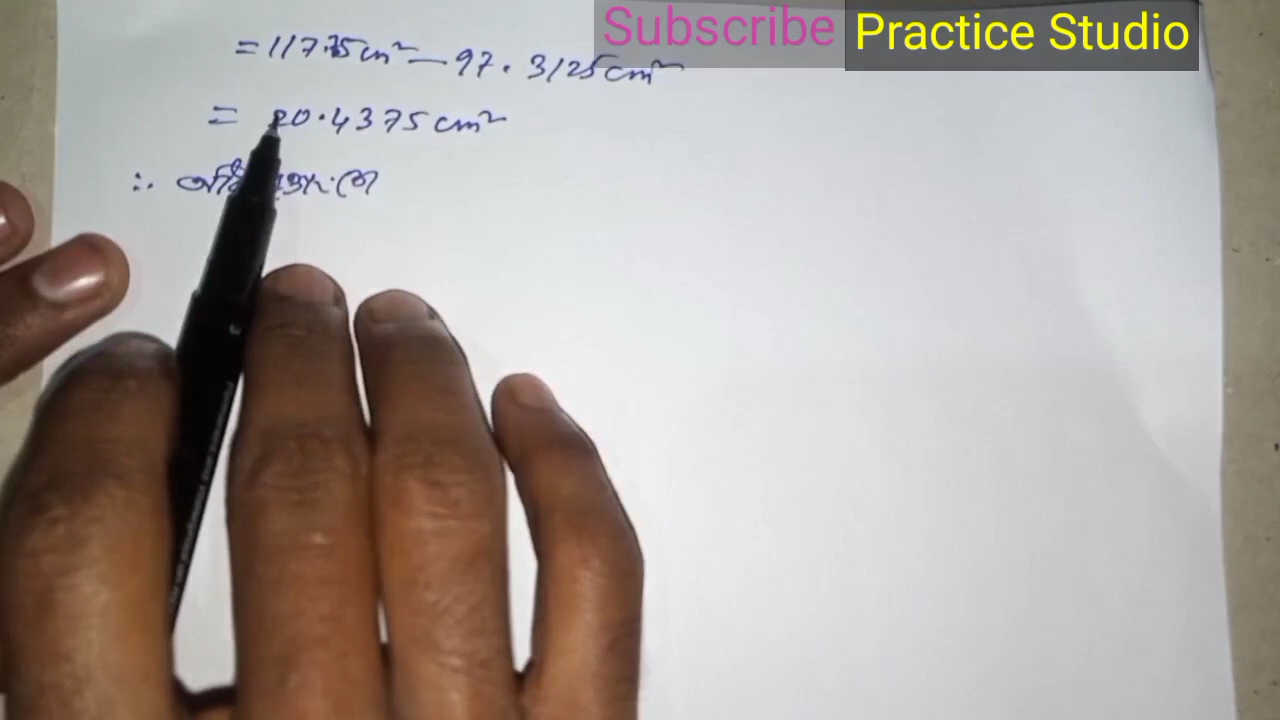 Subscribe Practice Studio
= 117.75 cm² — 97.3125 cm²
= 20.4375 cm²
∴